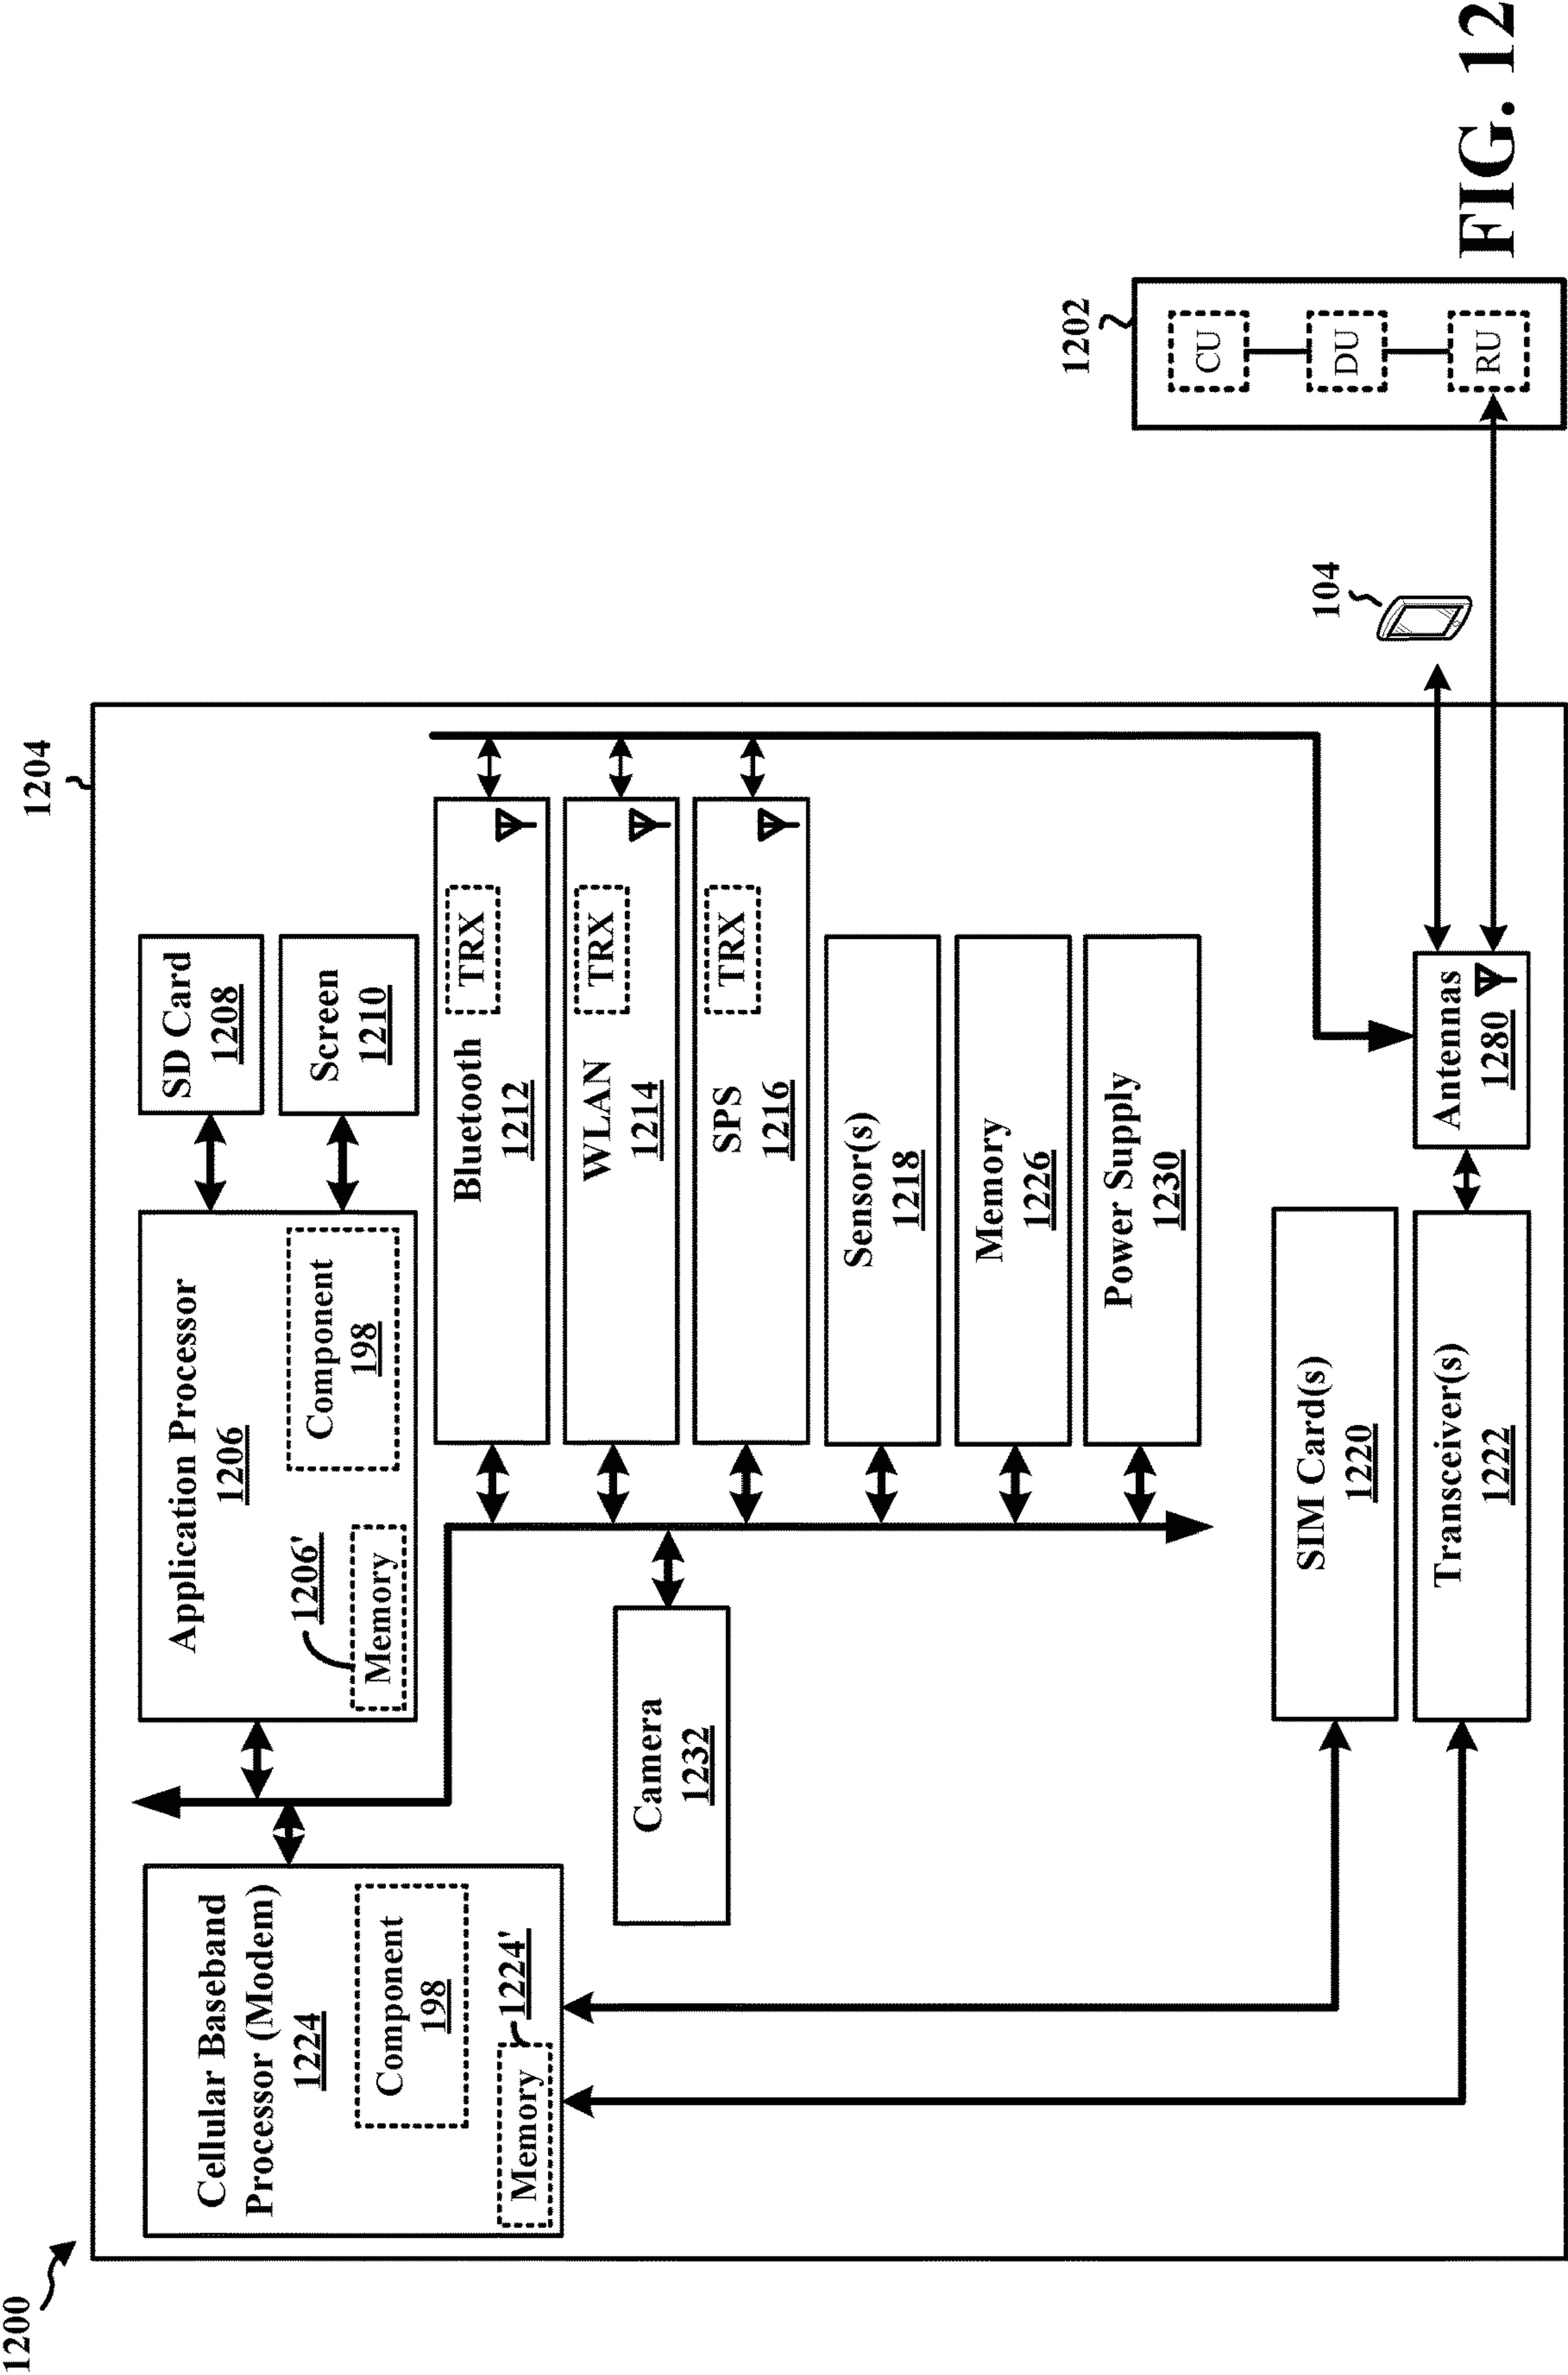 1200
1204
Cellular Baseband
Processor (Modem)
1224
Component
198
Memory
1224'
Application Processor
1206
1206'
Memory
Component
198
SD Card
1208
Screen
1210
Bluetooth
1212
TRX
WLAN
1214
TRX
SPS
1216
TRX
Camera
1232
Sensor(s)
1218
Memory
1226
Power Supply
1230
SIM Card(s)
1220
Transceiver(s)
1222
Antennas
1280
104
1202
CU
DU
RU
FIG. 12